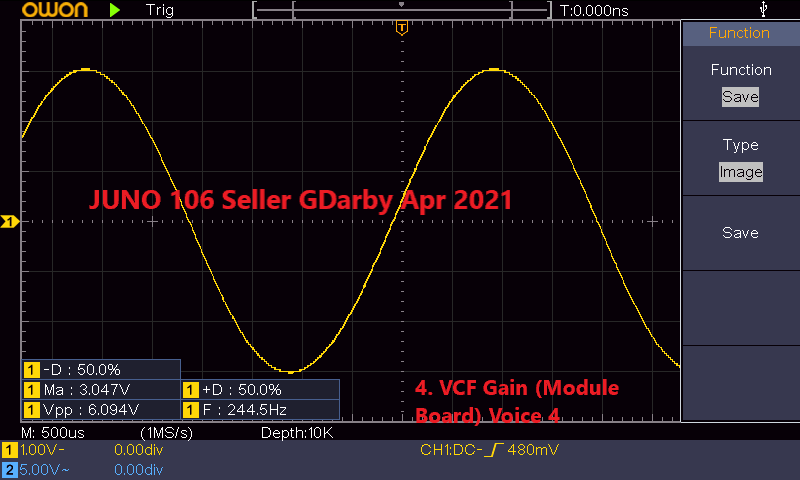 owon Trig T:0.000ns
T
Function
Function
Save
Type
Image
JUNO 106 Seller GDarby Apr 2021
1
Save
1 -D : 50.0%
1 Ma : 3.047V 1 +D : 50.0%
1 Vpp : 6.094V 1 F : 244.5Hz
4. VCF Gain (Module
Board) Voice 4
M: 500us (1MS/s) Depth:10K
1 1.00V- 0.00div CH1:DC- 480mV
2 5.00V~ 0.00div